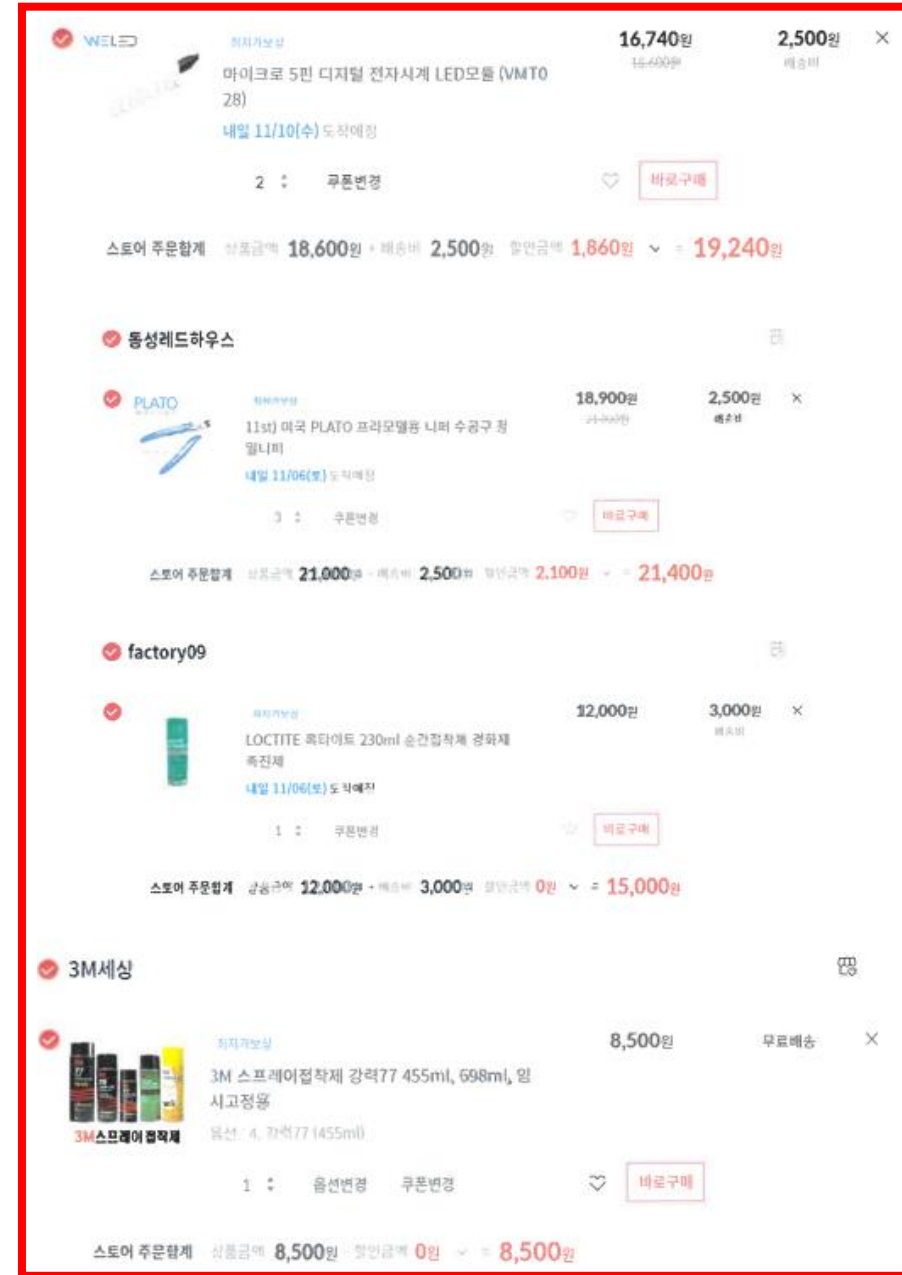 WELED
최저가보상
16,740원
2,500원
18,600원
배송비
마이크로 5핀 디지털 전자시계 LED모듈 (VMT0
28)
내일 11/10(수) 도착예정
2 쿠폰변경
바로구매
스토어 주문합계 상품금액 18,600원 + 배송비 2,500원 할인금액 1,860원 = 19,240원
동성레드하우스
PLATO
최저가보상
18,900원
2,500원
배송비
11st) 미국 PLATO 프라모델용 니퍼 수공구 정
밀니퍼
내일 11/06(토) 도착예정
3 쿠폰변경
바로구매
스토어 주문합계 상품금액 21,000원 + 배송비 2,500원 할인금액 2,100원 = 21,400원
factory09
최저가보상
12,000원
3,000원
배송비
LOCTITE 록타이트 230ml 순간접착제 경화제
촉진제
내일 11/06(토) 도착예정
1 쿠폰변경
바로구매
스토어 주문합계 상품금액 12,000원 + 배송비 3,000원 할인금액 0원 = 15,000원
3M세상
최저가보상
8,500원
무료배송
3M 스프레이접착제 강력77 455ml, 698ml, 임
시고정용
3M스프레이 접착제
옵션 : 4. 강력77 (455ml)
1 옵션변경 쿠폰변경
바로구매
스토어 주문합계 상품금액 8,500원 할인금액 0원 = 8,500원